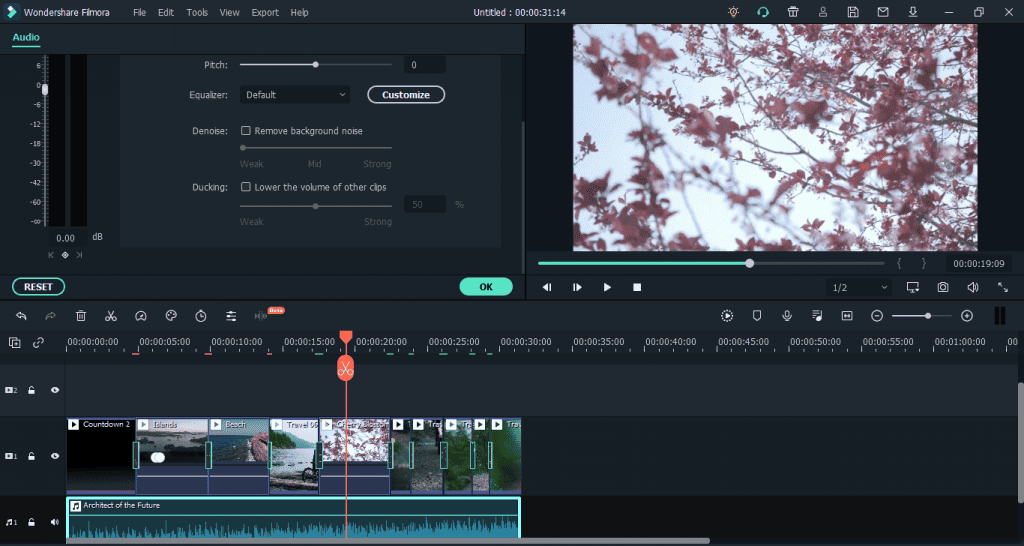 Wondershare Filmora File Edit Tools View Export Help Untitled : 00:00:31:14
Audio
6
0
-6
-12
-18
-24
-30
-42
-60
-∞
0.00 dB
Pitch: 0
Equalizer: Default Customize
Denoise: Remove background noise
Weak Mid Strong
Ducking: Lower the volume of other clips
50 %
Weak Strong
RESET OK
{ } 00:00:19:09
1/2
Beta
00:00:00:00 00:00:05:00 00:00:10:00 00:00:15:00 00:00:20:00 00:00:25:00 00:00:30:00 00:00:35:00 00:00:40:00 00:00:45:00 00:00:50:00 00:00:55:00 00:01:00:00
2
1 Countdown 2 Islands Beach Travel 06 Cherry Blossom
1 Architect of the Future